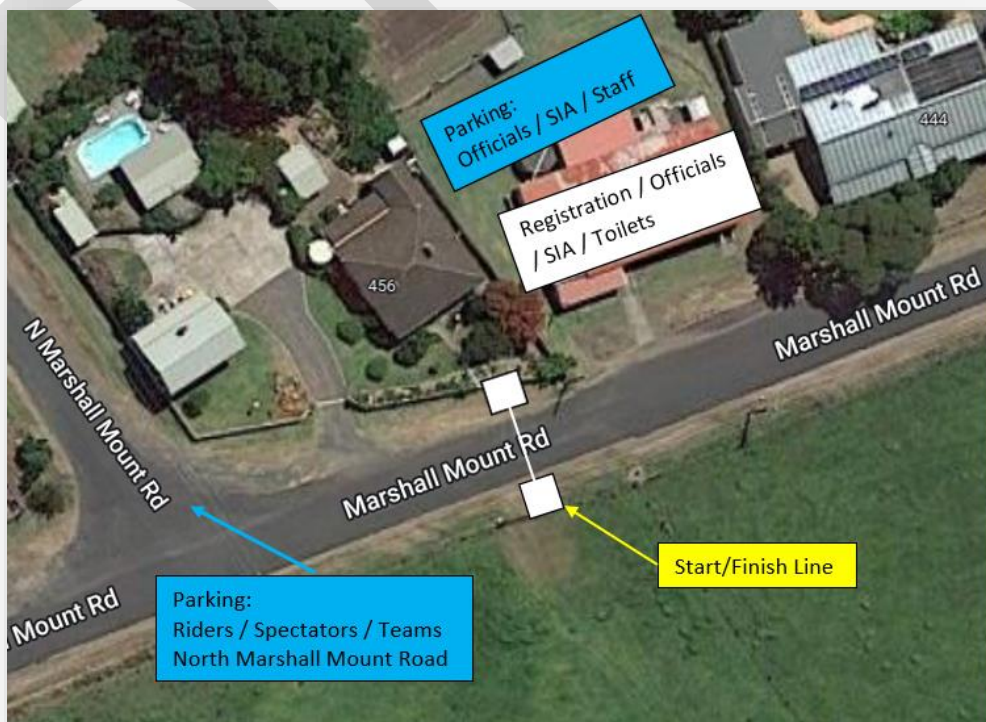 Parking:
Officials / SIA / Staff
Registration / Officials
/ SIA / Toilets
444
456
Marshall Mount Rd
N Marshall Mount Rd
Marshall Mount Rd
Start/Finish Line
Parking:
Riders / Spectators / Teams
North Marshall Mount Road
Mount Rd